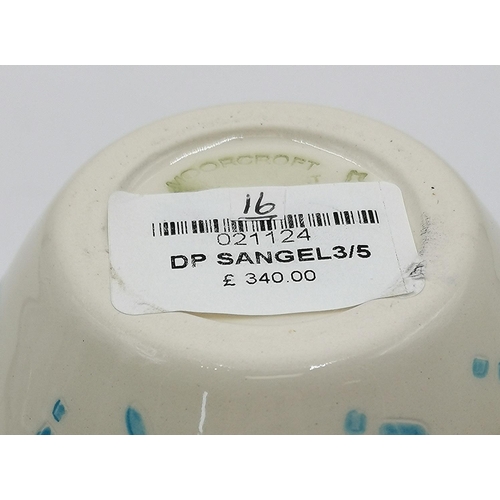 MOORCROFT
16
021124
DP SANGEL3/5
£ 340.00